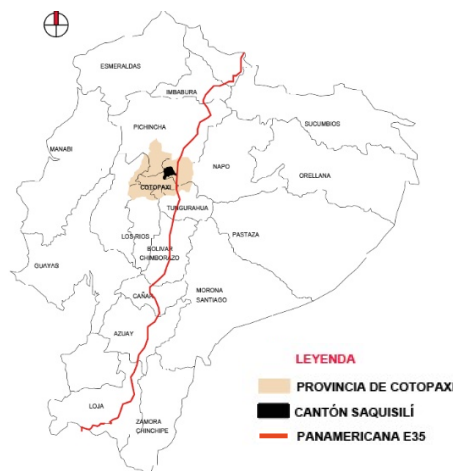 ESMERALDAS
IMBABURA
SUCUMBIOS
PICHINCHA
MANABI
NAPO
ORELLANA
COTOPAXI
TUNGURAHUA
LOS RIOS
PASTAZA
BOLIVAR
CHIMBORAZO
GUAYAS
CAÑAR
MORONA
SANTIAGO
AZUAY
LEYENDA
PROVINCIA DE COTOPAXI
LOJA
CANTÓN SAQUISILÍ
ZAMORA
CHINCHIPE
PANAMERICANA E35